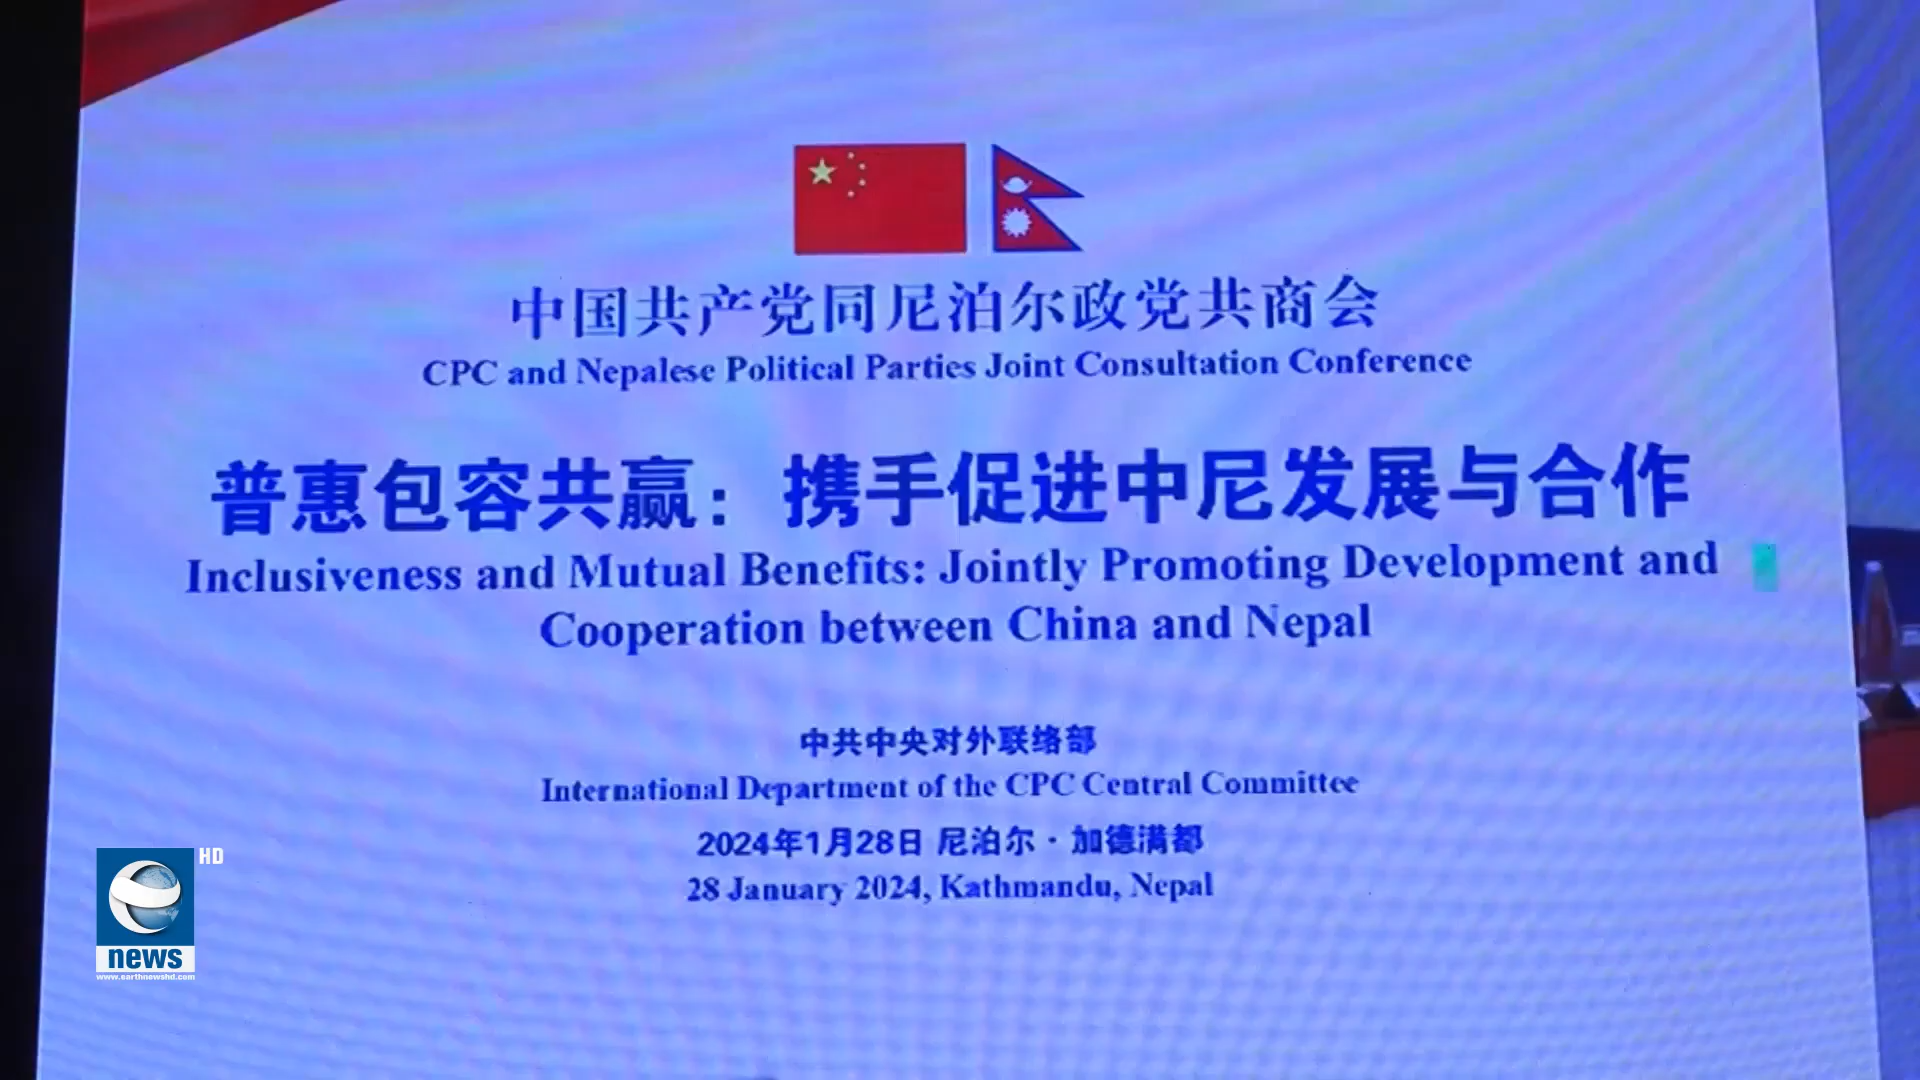 中国共产党同尼泊尔政党共商会
CPC and Nepalese Political Parties Joint Consultation Conference
普惠包容共赢：携手促进中尼发展与合作
Inclusiveness and Mutual Benefits: Jointly Promoting Development and
Cooperation between China and Nepal
中共中央对外联络部
International Department of the CPC Central Committee
2024年1月28日 尼泊尔·加德满都
28 January 2024, Kathmandu, Nepal
HD
news
www.earthnewshd.com